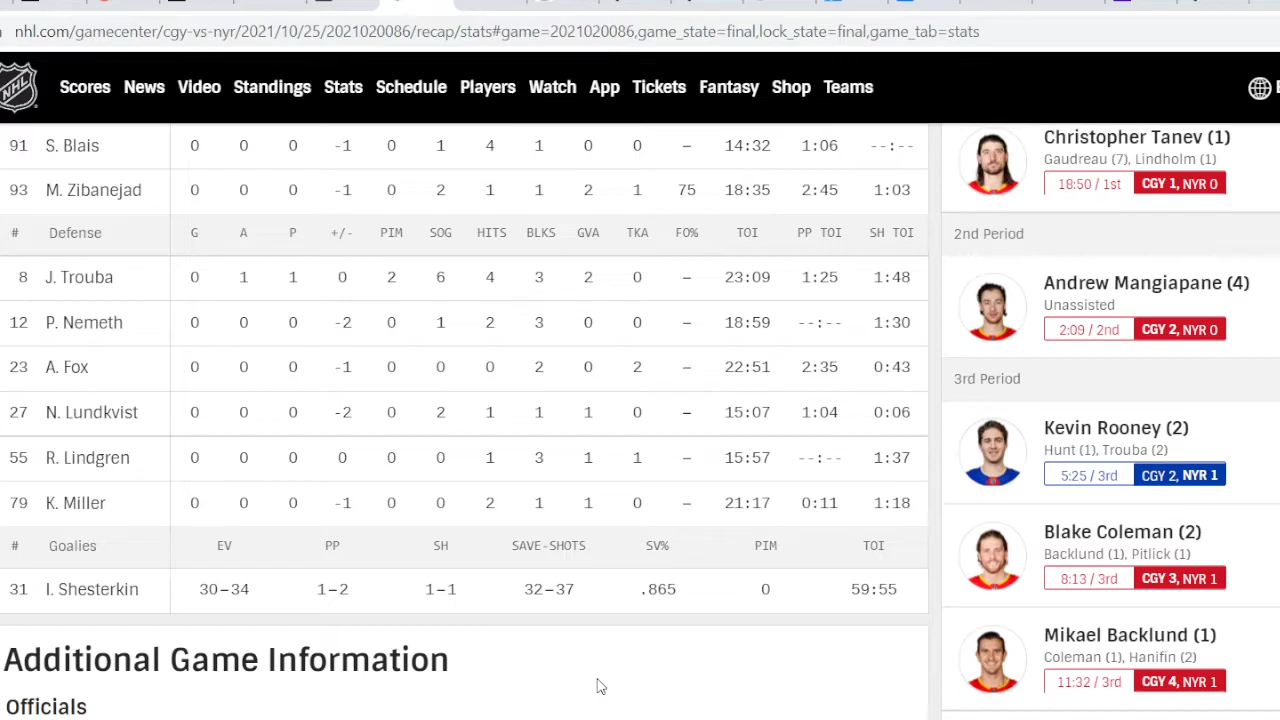 nhl.com/gamecenter/cgy-vs-nyr/2021/10/25/2021020086/recap/stats#game=2021020086,game_state=final,lock_state=final,game_tab=stats
NHL
Scores News Video Standings Stats Schedule Players Watch App Tickets Fantasy Shop Teams
91 S. Blais 0 0 0 -1 0 1 4 1 0 0 – 14:32 1:06 --:--
93 M. Zibanejad 0 0 0 -1 0 2 1 1 2 1 75 18:35 2:45 1:03
# Defense G A P +/- PIM SOG HITS BLKS GVA TKA FO% TOI PP TOI SH TOI
8 J. Trouba 0 1 1 0 2 6 4 3 2 0 – 23:09 1:25 1:48
12 P. Nemeth 0 0 0 -2 0 1 2 3 0 0 – 18:59 --:-- 1:30
23 A. Fox 0 0 0 -1 0 0 0 2 0 2 – 22:51 2:35 0:43
27 N. Lundkvist 0 0 0 -2 0 2 1 1 1 0 – 15:07 1:04 0:06
55 R. Lindgren 0 0 0 0 0 0 1 3 1 1 – 15:57 --:-- 1:37
79 K. Miller 0 0 0 -1 0 0 2 1 1 0 – 21:17 0:11 1:18
# Goalies EV PP SH SAVE-SHOTS SV% PIM TOI
31 I. Shesterkin 30–34 1–2 1–1 32–37 .865 0 59:55
Additional Game Information
Officials
Christopher Tanev (1)
Gaudreau (7), Lindholm (1)
18:50 / 1st CGY 1, NYR 0
2nd Period
Andrew Mangiapane (4)
Unassisted
2:09 / 2nd CGY 2, NYR 0
3rd Period
Kevin Rooney (2)
Hunt (1), Trouba (2)
5:25 / 3rd CGY 2, NYR 1
Blake Coleman (2)
Backlund (1), Pitlick (1)
8:13 / 3rd CGY 3, NYR 1
Mikael Backlund (1)
Coleman (1), Hanifin (2)
11:32 / 3rd CGY 4, NYR 1